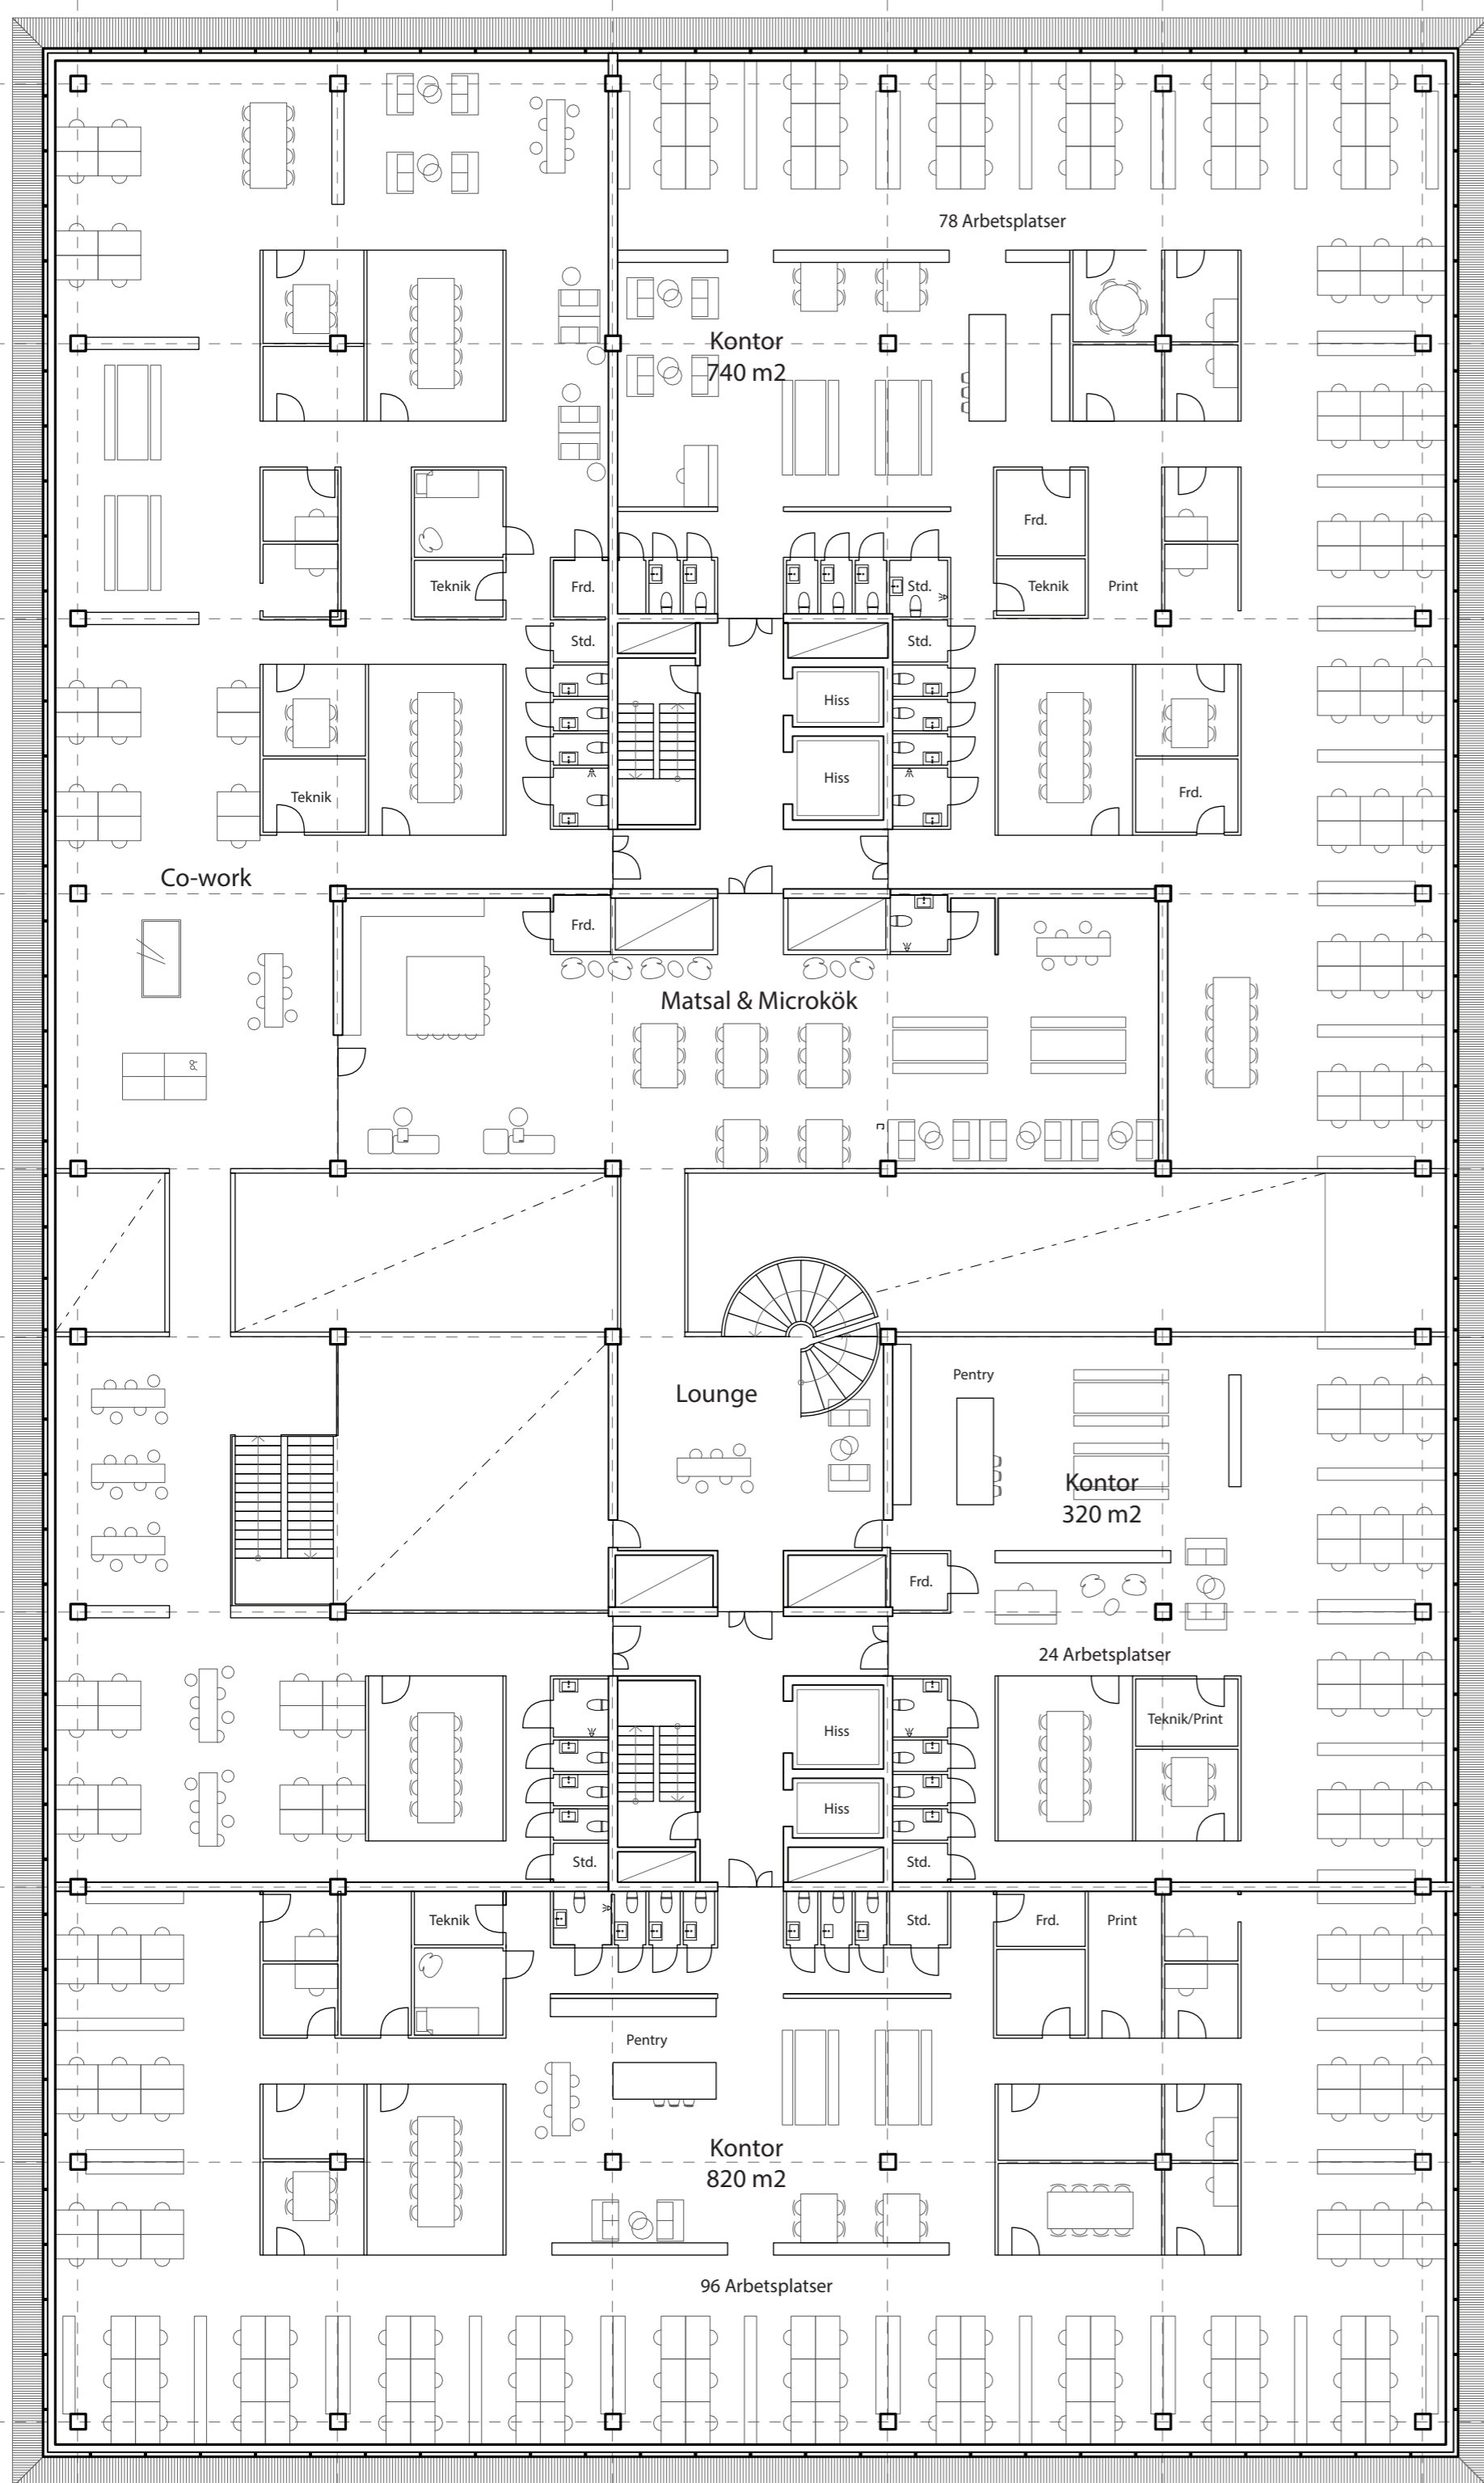 78 Arbetsplatser
Kontor
740 m2
Frd.
Teknik
Frd.
Std.
Teknik
Print
Std.
Std.
Hiss
Hiss
Teknik
Frd.
Co-work
Frd.
Matsal & Microkök
Pentry
Lounge
Kontor
320 m2
Frd.
24 Arbetsplatser
Teknik/Print
Hiss
Hiss
Std.
Std.
Teknik
Std.
Frd.
Print
Pentry
Kontor
820 m2
96 Arbetsplatser